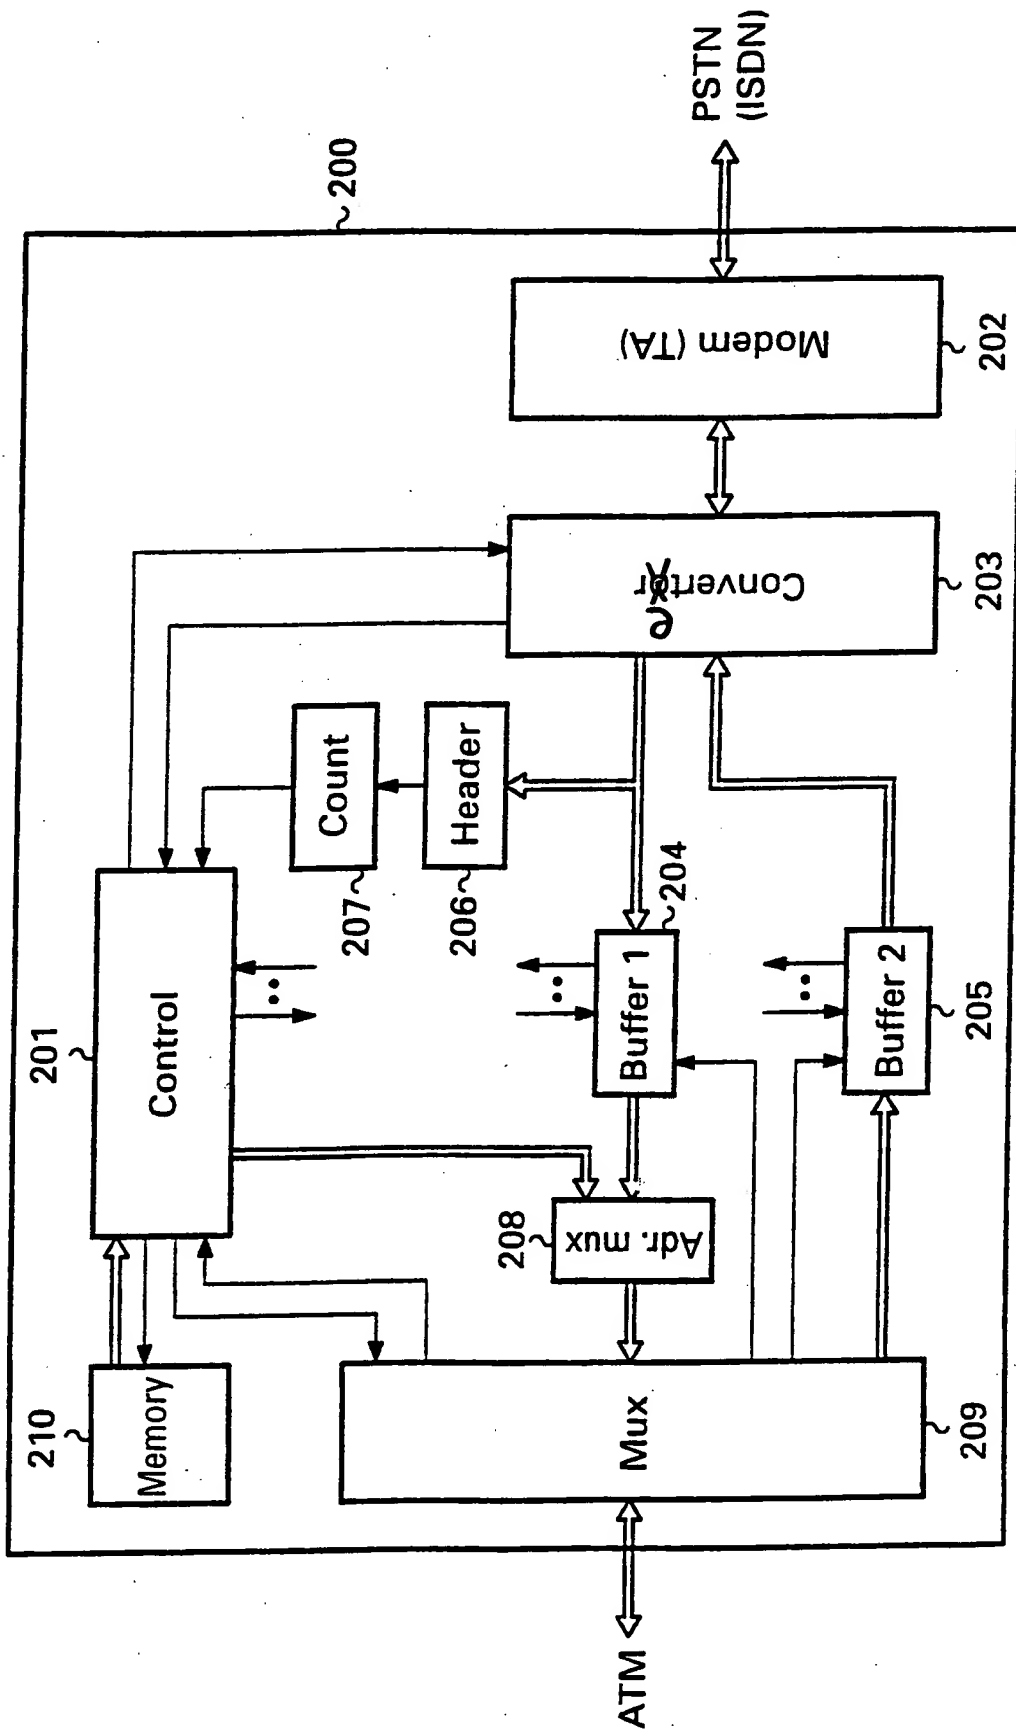 200
201
Control
210
Memory
207
Count
206
Header
204
Buffer 1
208
Adr. mux
205
Buffer 2
209
Mux
203
Convertor
e
202
Modem (TA)
ATM
PSTN
(ISDN)